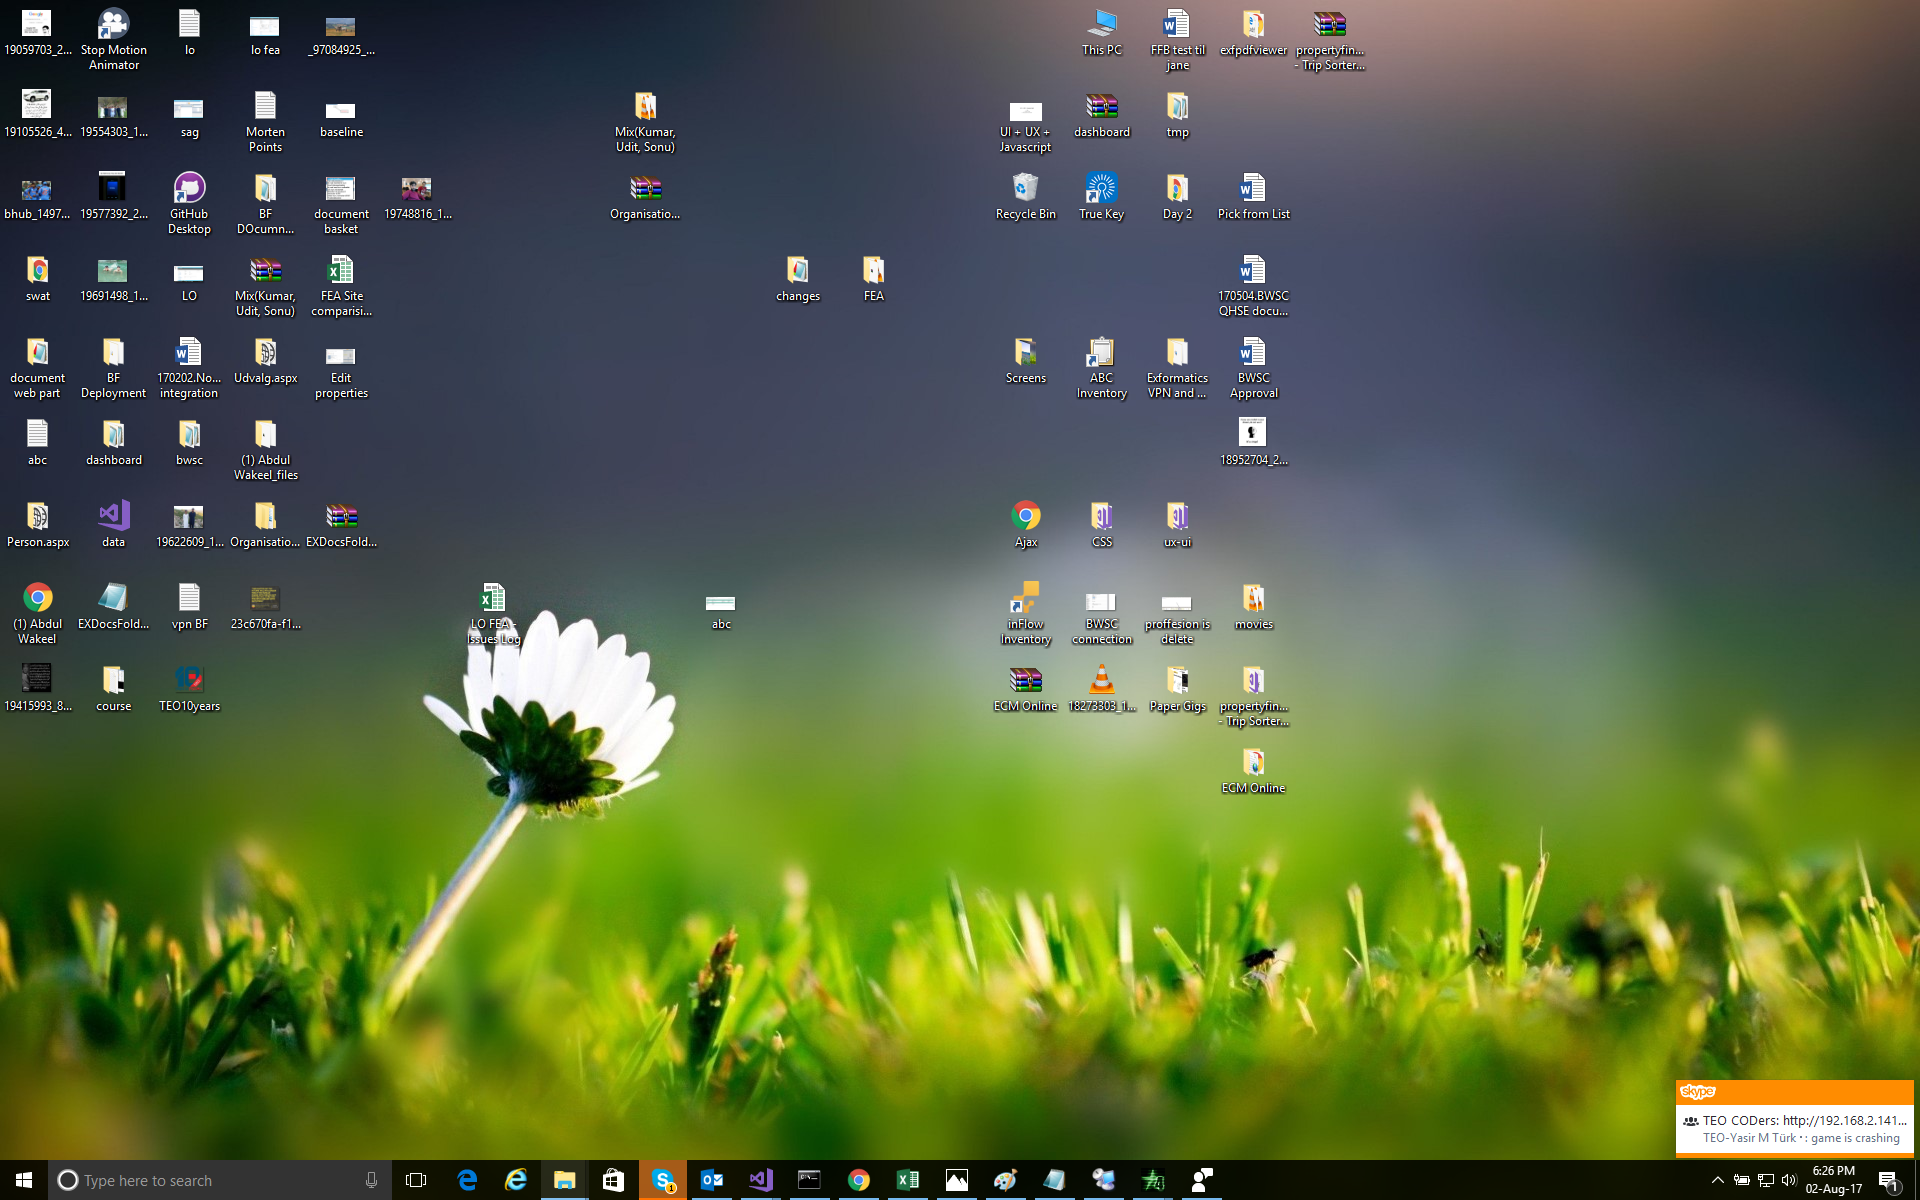 19059703_2...
Stop Motion
Animator
lo
lo fea
_97084925_...
This PC
FFB test til
jane
exfpdfviewer
propertyfin...
- Trip Sorter...
19105526_4...
19554303_1...
sag
Morten
Points
baseline
Mix(Kumar,
Udit, Sonu)
UI + UX +
Javascript
dashboard
tmp
bhub_1497...
19577392_2...
GitHub
Desktop
BF
DOcumn...
document
basket
19748816_1...
Organisatio...
Recycle Bin
True Key
Day 2
Pick from List
swat
19691498_1...
LO
Mix(Kumar,
Udit, Sonu)
FEA Site
comparisi...
changes
FEA
170504.BWSC
QHSE docu...
document
web part
BF
Deployment
170202.No...
integration
Udvalg.aspx
Edit
properties
Screens
ABC
Inventory
Exformatics
VPN and ...
BWSC
Approval
abc
dashboard
bwsc
(1) Abdul
Wakeel_files
18952704_2...
Person.aspx
data
19622609_1...
Organisatio...
EXDocsFold...
Ajax
CSS
ux-ui
(1) Abdul
Wakeel
EXDocsFold...
vpn BF
23c670fa-f1...
LO FEA -
Issues Log
abc
inFlow
Inventory
BWSC
connection
proffesion is
delete
movies
19415993_8...
course
TEO10years
ECM Online
18273303_1...
Paper Gigs
propertyfin...
- Trip Sorter...
ECM Online
skype
TEO CODers: http://192.168.2.141...
TEO-Yasir M Türk • : game is crashing
Type here to search
6:26 PM
02-Aug-17